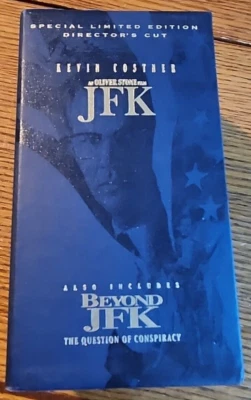 SPECIAL LIMITED EDITION
DIRECTOR'S CUT
KEVIN COSTNER
AN OLIVER STONE FILM
JFK
ALSO INCLUDES
BEYOND
JFK
THE QUESTION OF CONSPIRACY